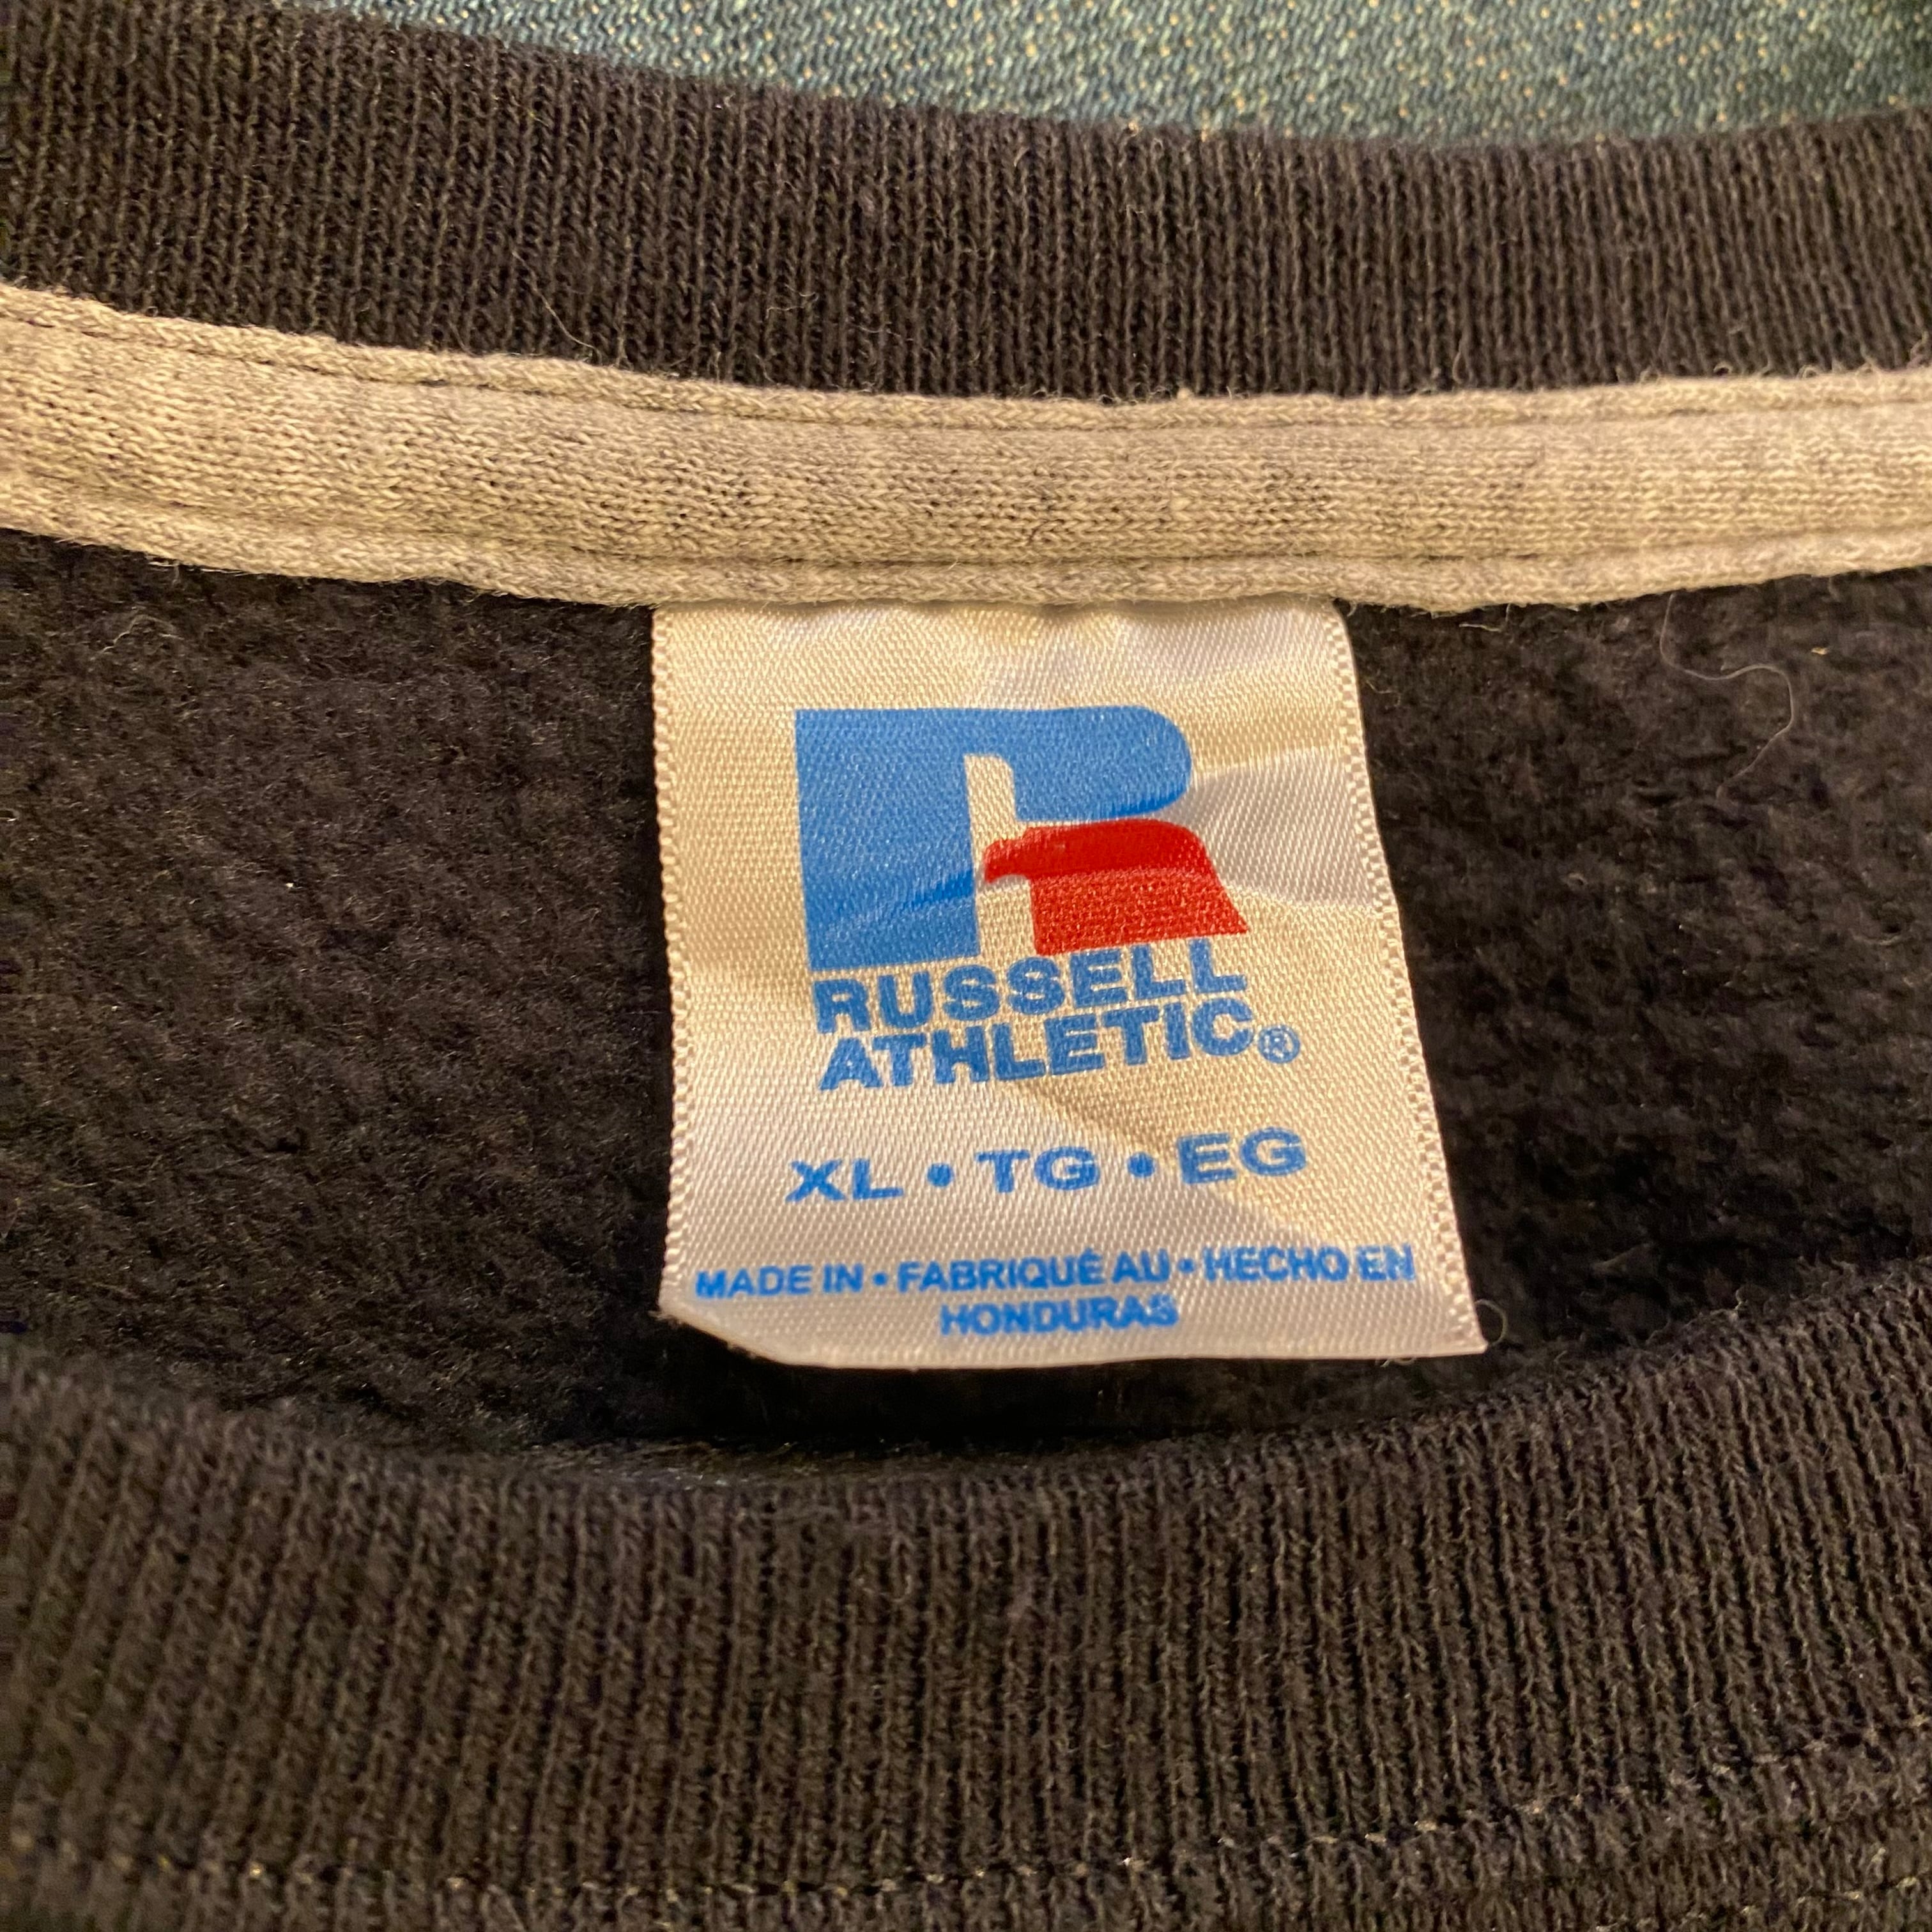 R
RUSSELL
ATHLETIC®
XL • TG • EG
MADE IN • FABRIQUÉ AU • HECHO EN
HONDURAS